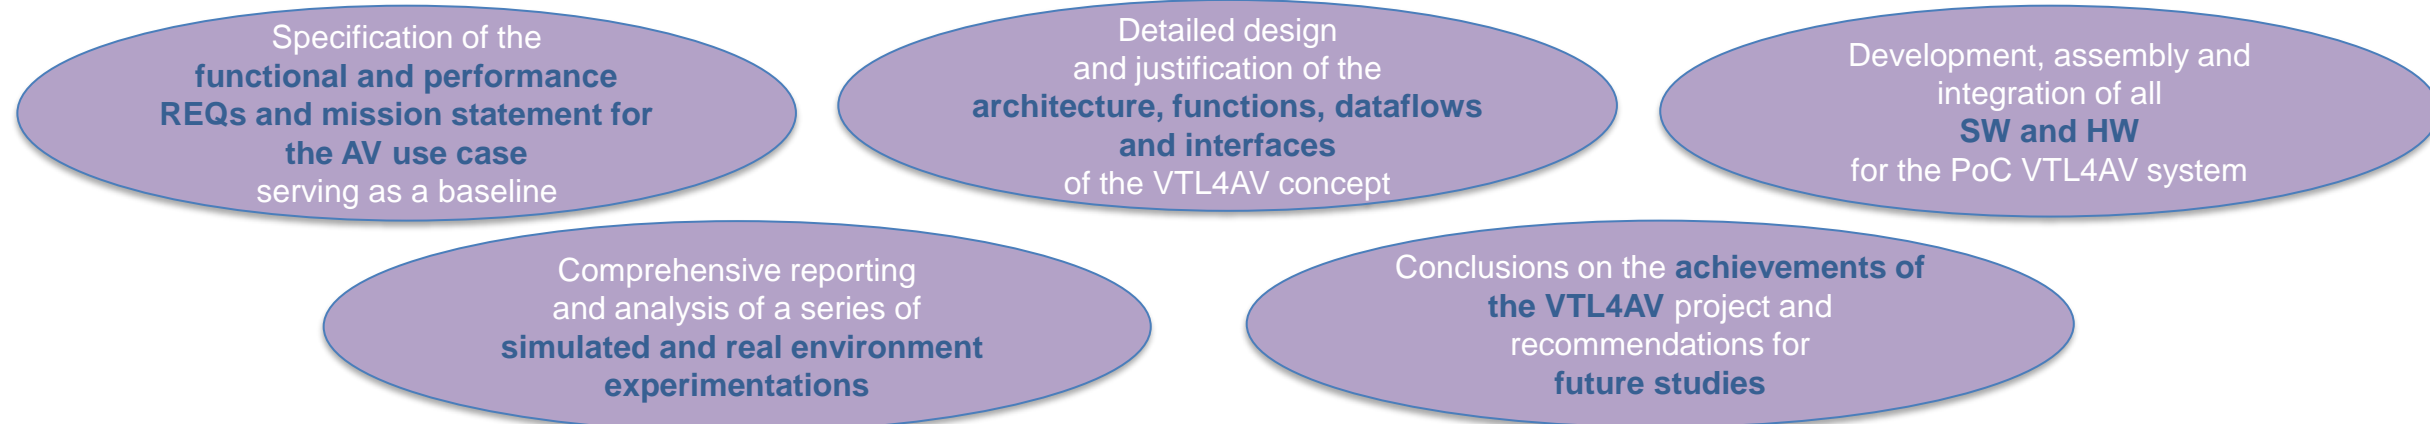 Specification of the
functional and performance
REQs and mission statement for
the AV use case
serving as a baseline
Detailed design
and justification of the
architecture, functions, dataflows
and interfaces
of the VTL4AV concept
Development, assembly and
integration of all
SW and HW
for the PoC VTL4AV system
Comprehensive reporting
and analysis of a series of
simulated and real environment
experimentations
Conclusions on the achievements of
the VTL4AV project and
recommendations for
future studies